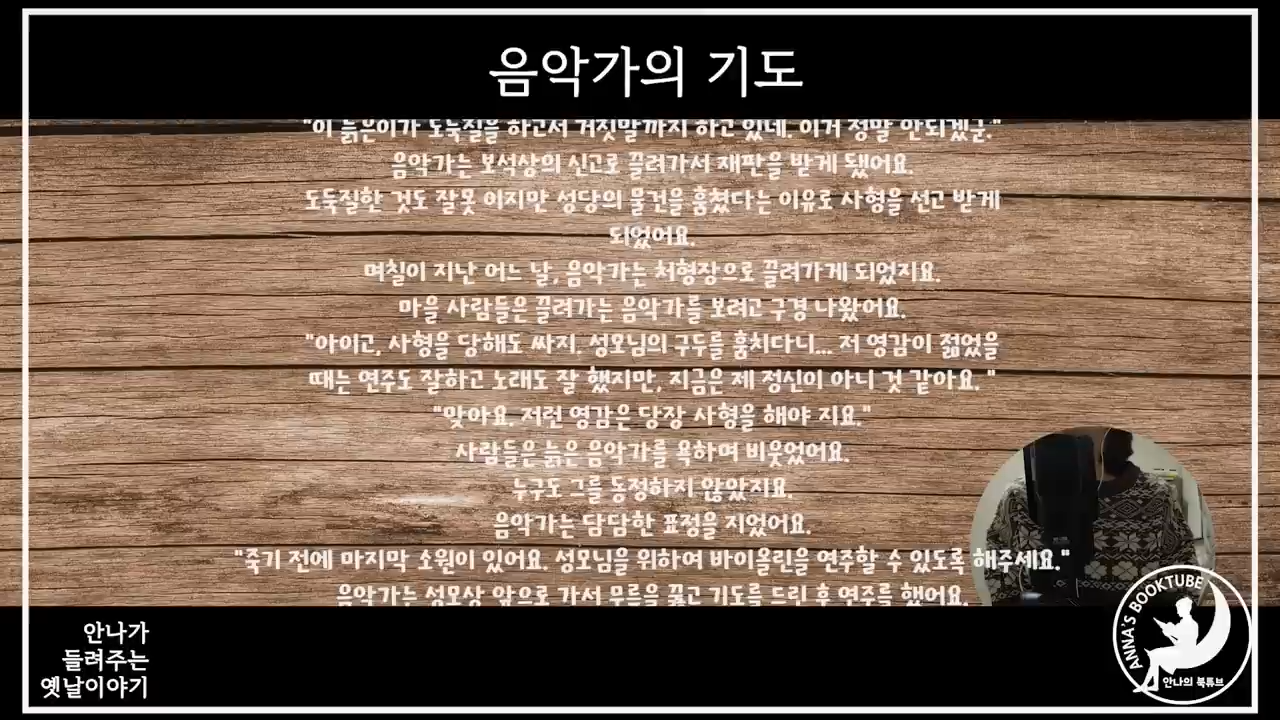 음악가의 기도
"이 늙은이가 도둑질을 하고서 거짓말까지 하고 있네. 이거 정말 안되겠군."
음악가는 보석상의 신고로 끌려가서 재판을 받게 됐어요.
도둑질한 것도 잘못 이지만 성당의 물건을 훔쳤다는 이유로 사형을 선고 받게
되었어요.
며칠이 지난 어느 날, 음악가는 처형장으로 끌려가게 되었지요.
마을 사람들은 끌려가는 음악가를 보려고 구경 나왔어요.
"아이고, 사형을 당해도 싸지. 성모님의 구두를 훔치다니... 저 영감이 젊었을
때는 연주도 잘하고 노래도 잘 했지만, 지금은 제 정신이 아니 것 같아요. "
"맞아요. 저런 영감은 당장 사형을 해야 지요."
사람들은 늙은 음악가를 욕하며 비웃었어요.
누구도 그를 동정하지 않았지요.
음악가는 담담한 표정을 지었어요.
"죽기 전에 마지막 소원이 있어요. 성모님을 위하여 바이올린을 연주할 수 있도록 해주세요."
음악가는 성모상 앞으로 가서 무릎을 꿇고 기도를 드린 후 연주를 했어요.
안나가
들려주는
옛날이야기
ANNA'S BOOKTUBE
안나의 북튜브